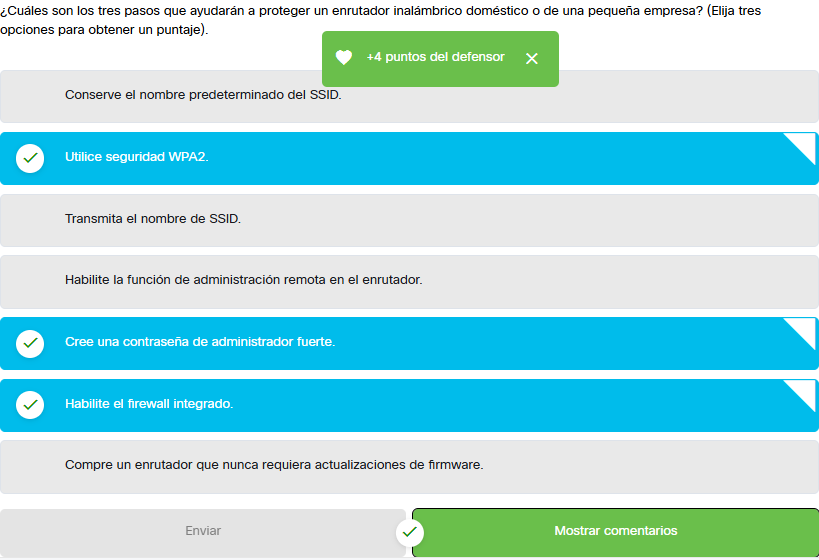 ¿Cuáles son los tres pasos que ayudarán a proteger un enrutador inalámbrico doméstico o de una pequeña empresa? (Elija tres
opciones para obtener un puntaje).
+4 puntos del defensor
Conserve el nombre predeterminado del SSID.
Utilice seguridad WPA2.
Transmita el nombre de SSID.
Habilite la función de administración remota en el enrutador.
Cree una contraseña de administrador fuerte.
Habilite el firewall integrado.
Compre un enrutador que nunca requiera actualizaciones de firmware.
Enviar
Mostrar comentarios